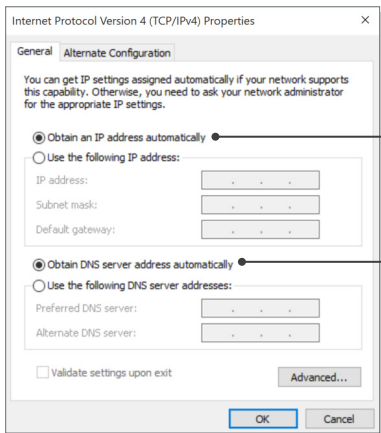 Internet Protocol Version 4 (TCP/IPv4) Properties
General Alternate Configuration
You can get IP settings assigned automatically if your network supports
this capability. Otherwise, you need to ask your network administrator
for the appropriate IP settings.
Obtain an IP address automatically
Use the following IP address:
IP address:
Subnet mask:
Default gateway:
Obtain DNS server address automatically
Use the following DNS server addresses:
Preferred DNS server:
Alternate DNS server:
Validate settings upon exit
Advanced...
OK Cancel